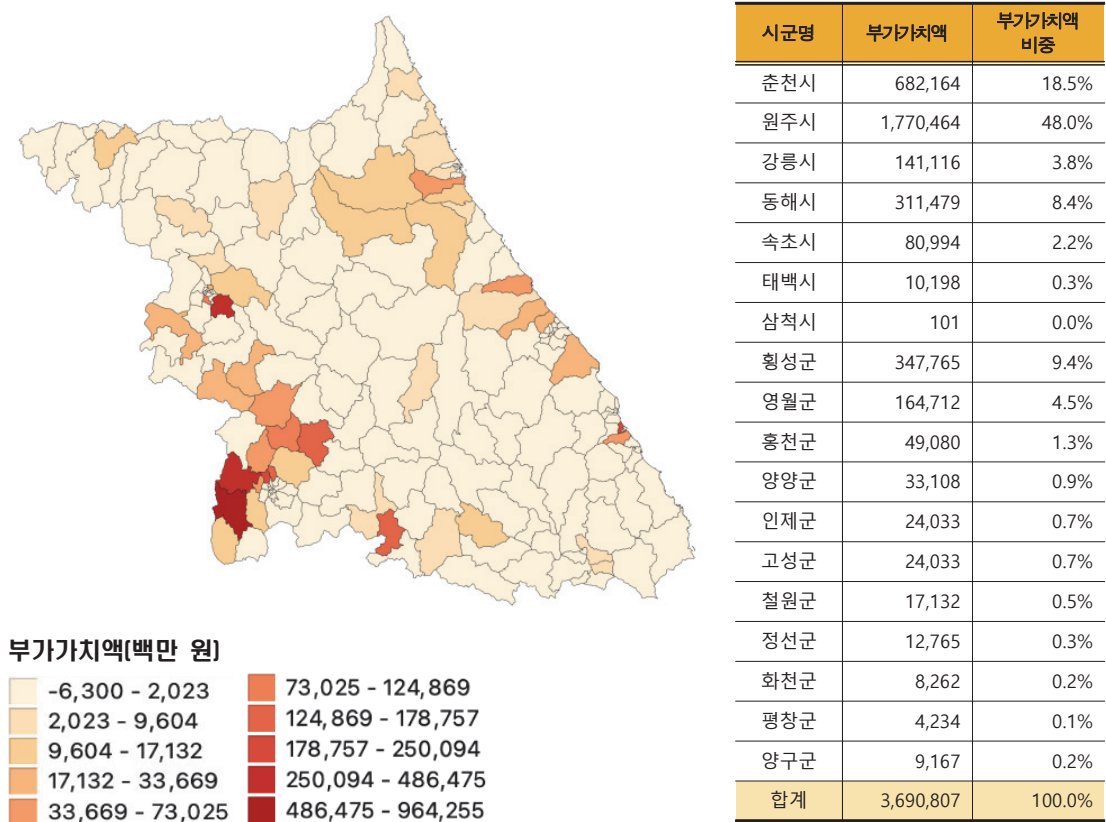 시군명 부가가치액 부가가치액
비중
춘천시 682,164 18.5%
원주시 1,770,464 48.0%
강릉시 141,116 3.8%
동해시 311,479 8.4%
속초시 80,994 2.2%
태백시 10,198 0.3%
삼척시 101 0.0%
횡성군 347,765 9.4%
영월군 164,712 4.5%
홍천군 49,080 1.3%
양양군 33,108 0.9%
인제군 24,033 0.7%
고성군 24,033 0.7%
철원군 17,132 0.5%
정선군 12,765 0.3%
화천군 8,262 0.2%
평창군 4,234 0.1%
양구군 9,167 0.2%
합계 3,690,807 100.0%
부가가치액(백만 원)
-6,300 - 2,023
2,023 - 9,604
9,604 - 17,132
17,132 - 33,669
33,669 - 73,025
73,025 - 124,869
124,869 - 178,757
178,757 - 250,094
250,094 - 486,475
486,475 - 964,255